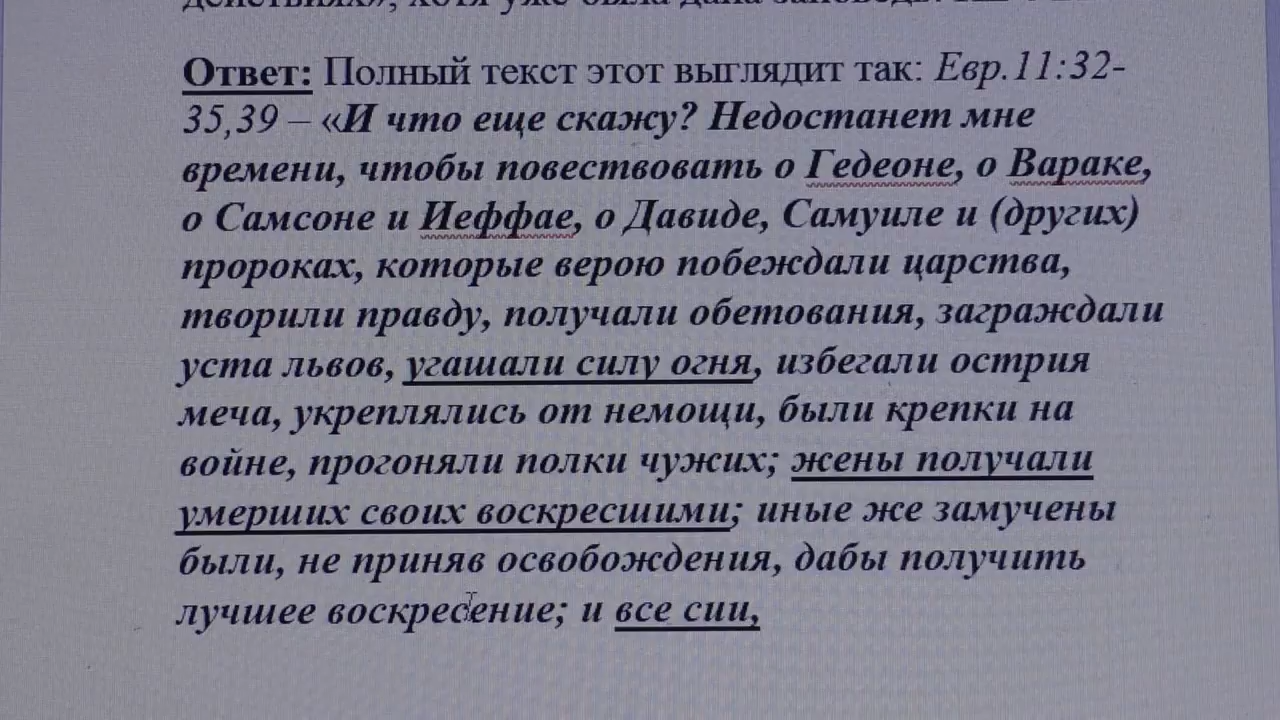 Ответ: Полный текст этот выглядит так: Евр.11:32-
35,39 – «И что еще скажу? Недостанет мне
времени, чтобы повествовать о Гедеоне, о Вараке,
о Самсоне и Иеффае, о Давиде, Самуиле и (других)
пророках, которые верою побеждали царства,
творили правду, получали обетования, заграждали
уста львов, угашали силу огня, избегали острия
меча, укреплялись от немощи, были крепки на
войне, прогоняли полки чужих; жены получали
умерших своих воскресшими; иные же замучены
были, не приняв освобождения, дабы получить
лучшее воскресение; и все сии,